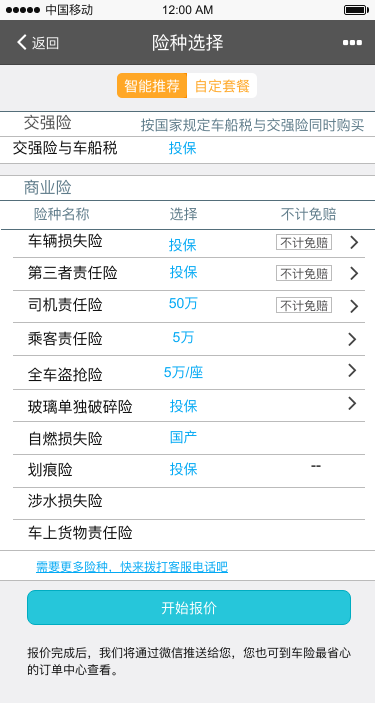 中国移动 12:00 AM
返回 险种选择
智能推荐 自定套餐
交强险 按国家规定车船税与交强险同时购买
交强险与车船税 投保
商业险
险种名称 选择 不计免赔
车辆损失险 投保 不计免赔
第三者责任险 投保 不计免赔
司机责任险 50万 不计免赔
乘客责任险 5万
全车盗抢险 5万/座
玻璃单独破碎险 投保
自燃损失险 国产
划痕险 投保 --
涉水损失险
车上货物责任险
需要更多险种，快来拨打客服电话吧
开始报价
报价完成后，我们将通过微信推送给您，您也可到车险最省心
的订单中心查看。